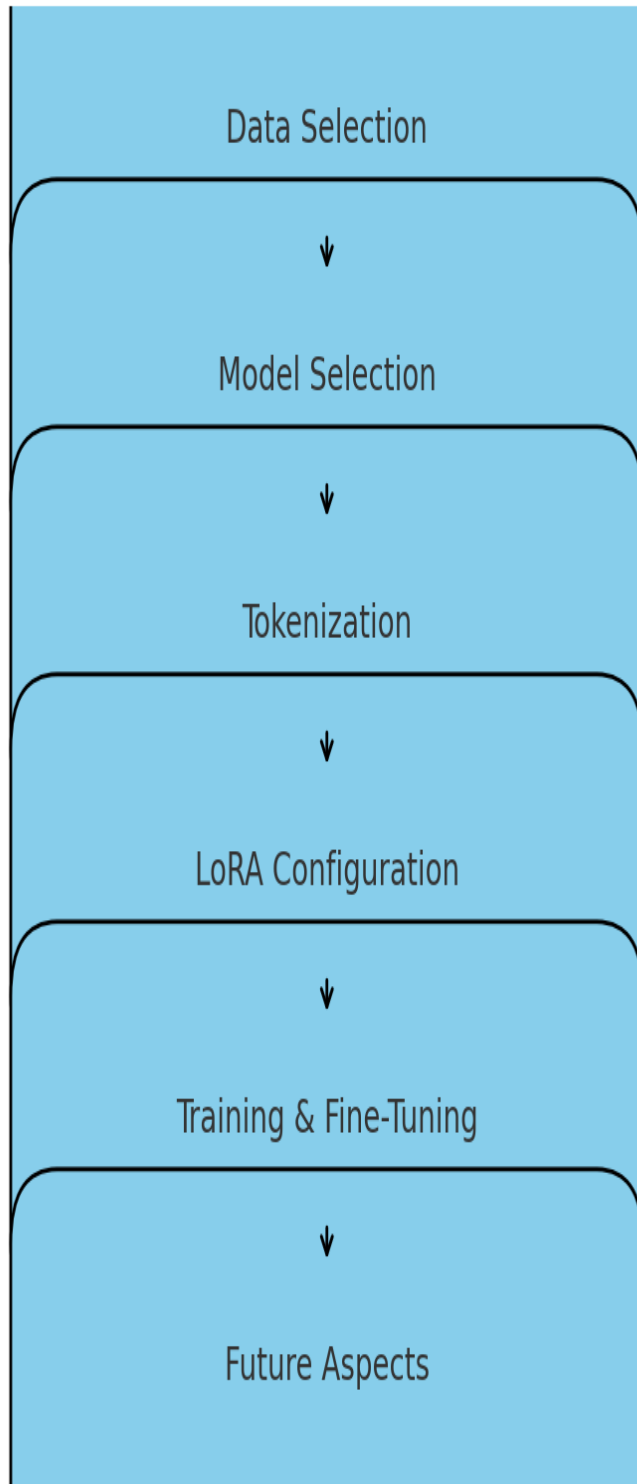 Data Selection
Model Selection
Tokenization
LoRA Configuration
Training & Fine-Tuning
Future Aspects